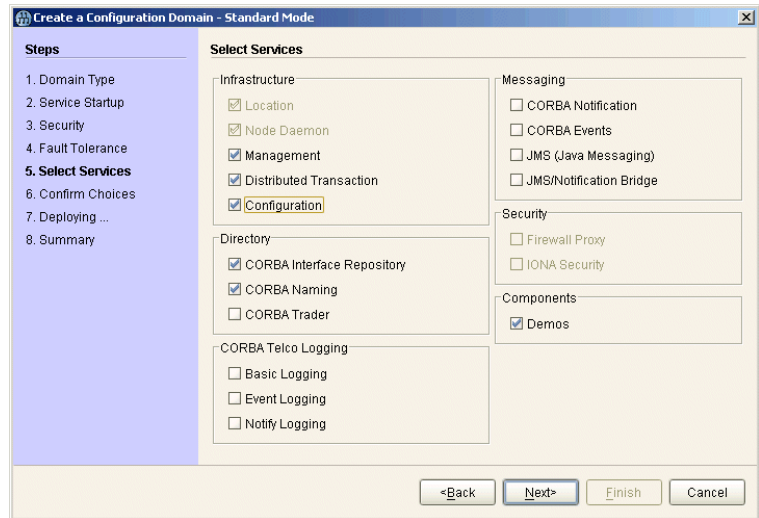 Create a Configuration Domain - Standard Mode
Steps
1. Domain Type
2. Service Startup
3. Security
4. Fault Tolerance
5. Select Services
6. Confirm Choices
7. Deploying ...
8. Summary
Select Services
Infrastructure
Location
Node Daemon
Management
Distributed Transaction
Configuration
Directory
CORBA Interface Repository
CORBA Naming
CORBA Trader
CORBA Telco Logging
Basic Logging
Event Logging
Notify Logging
Messaging
CORBA Notification
CORBA Events
JMS (Java Messaging)
JMS/Notification Bridge
Security
Firewall Proxy
IONA Security
Components
Demos
<Back Next> Finish Cancel